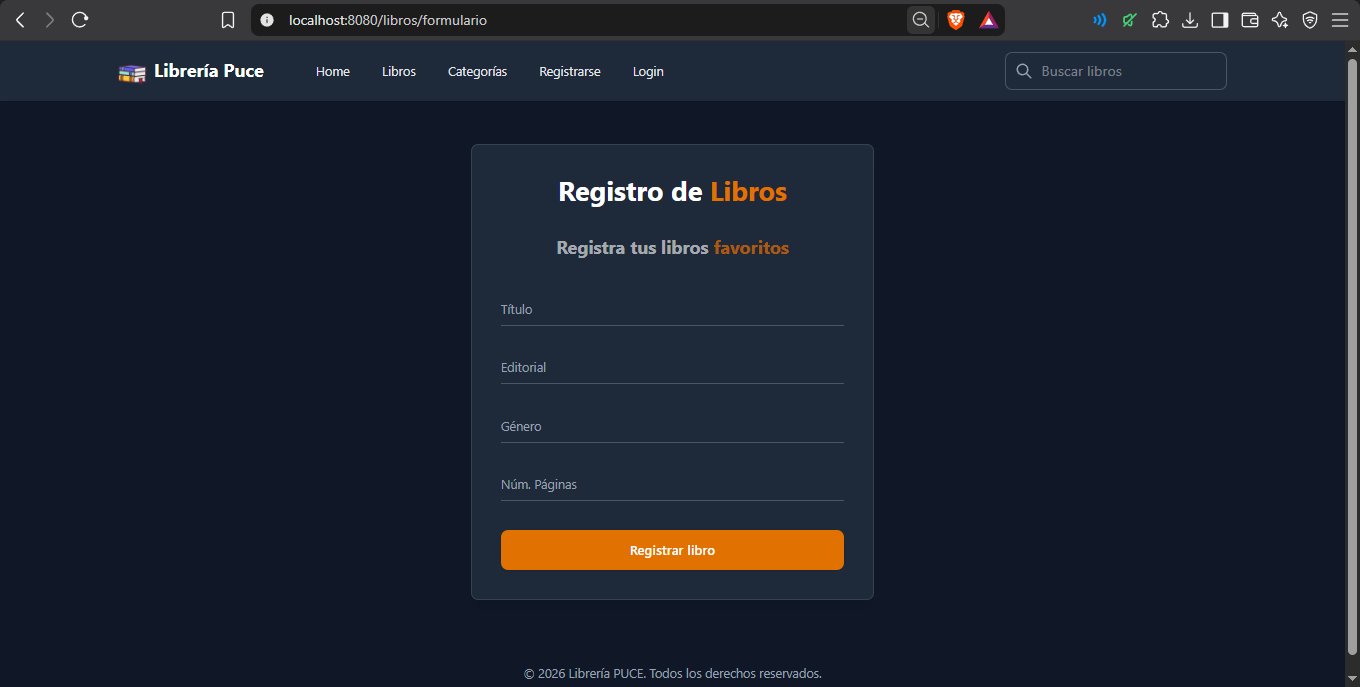 localhost:8080/libros/formulario
Librería Puce Home Libros Categorías Registrarse Login Buscar libros
Registro de Libros
Registra tus libros favoritos
Título
Editorial
Género
Núm. Páginas
Registrar libro
© 2026 Librería PUCE. Todos los derechos reservados.